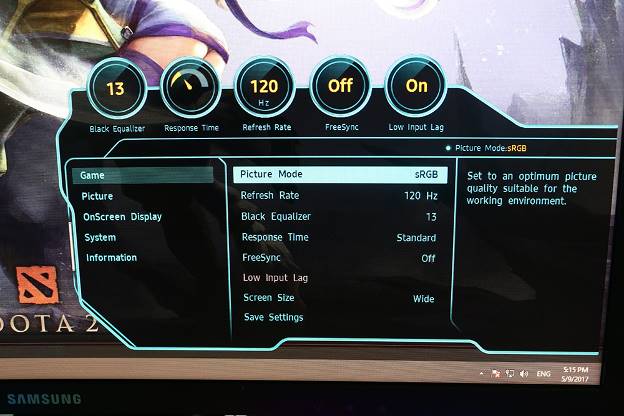 13
120
Hz
Off
On
Black Equalizer
Response Time
Refresh Rate
FreeSync
Low Input Lag
Picture Mode:sRGB
Game
Picture
OnScreen Display
System
Information
Picture Mode sRGB
Refresh Rate 120 Hz
Black Equalizer 13
Response Time Standard
FreeSync Off
Low Input Lag
Screen Size Wide
Save Settings
Set to an optimum picture
quality suitable for the
working environment.
DOTA 2
ENG
5:15 PM
5/9/2017
SAMSUNG